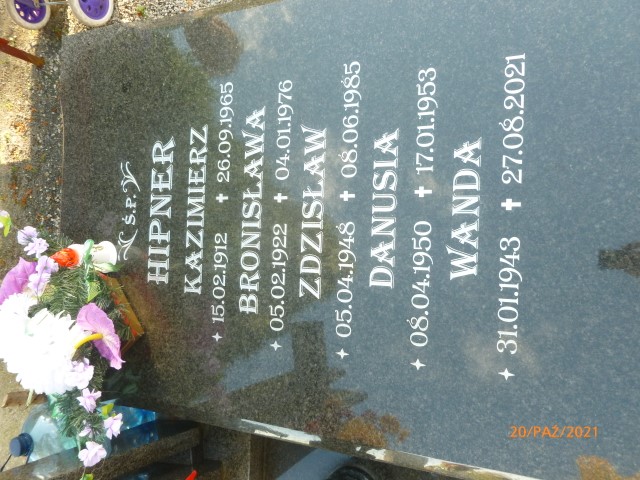 Ś.P.
HIPNER
KAZIMIERZ
15.02.1912 ✝ 26.09.1965
BRONISŁAWA
05.02.1922 ✝ 04.01.1976
ZDZISŁAW
05.04.1948 ✝ 08.06.1985
DANUSIA
08.04.1950 ✝ 17.01.1953
WANDA
31.01.1943 ✝ 27.08.2021
20/PAŹ/2021